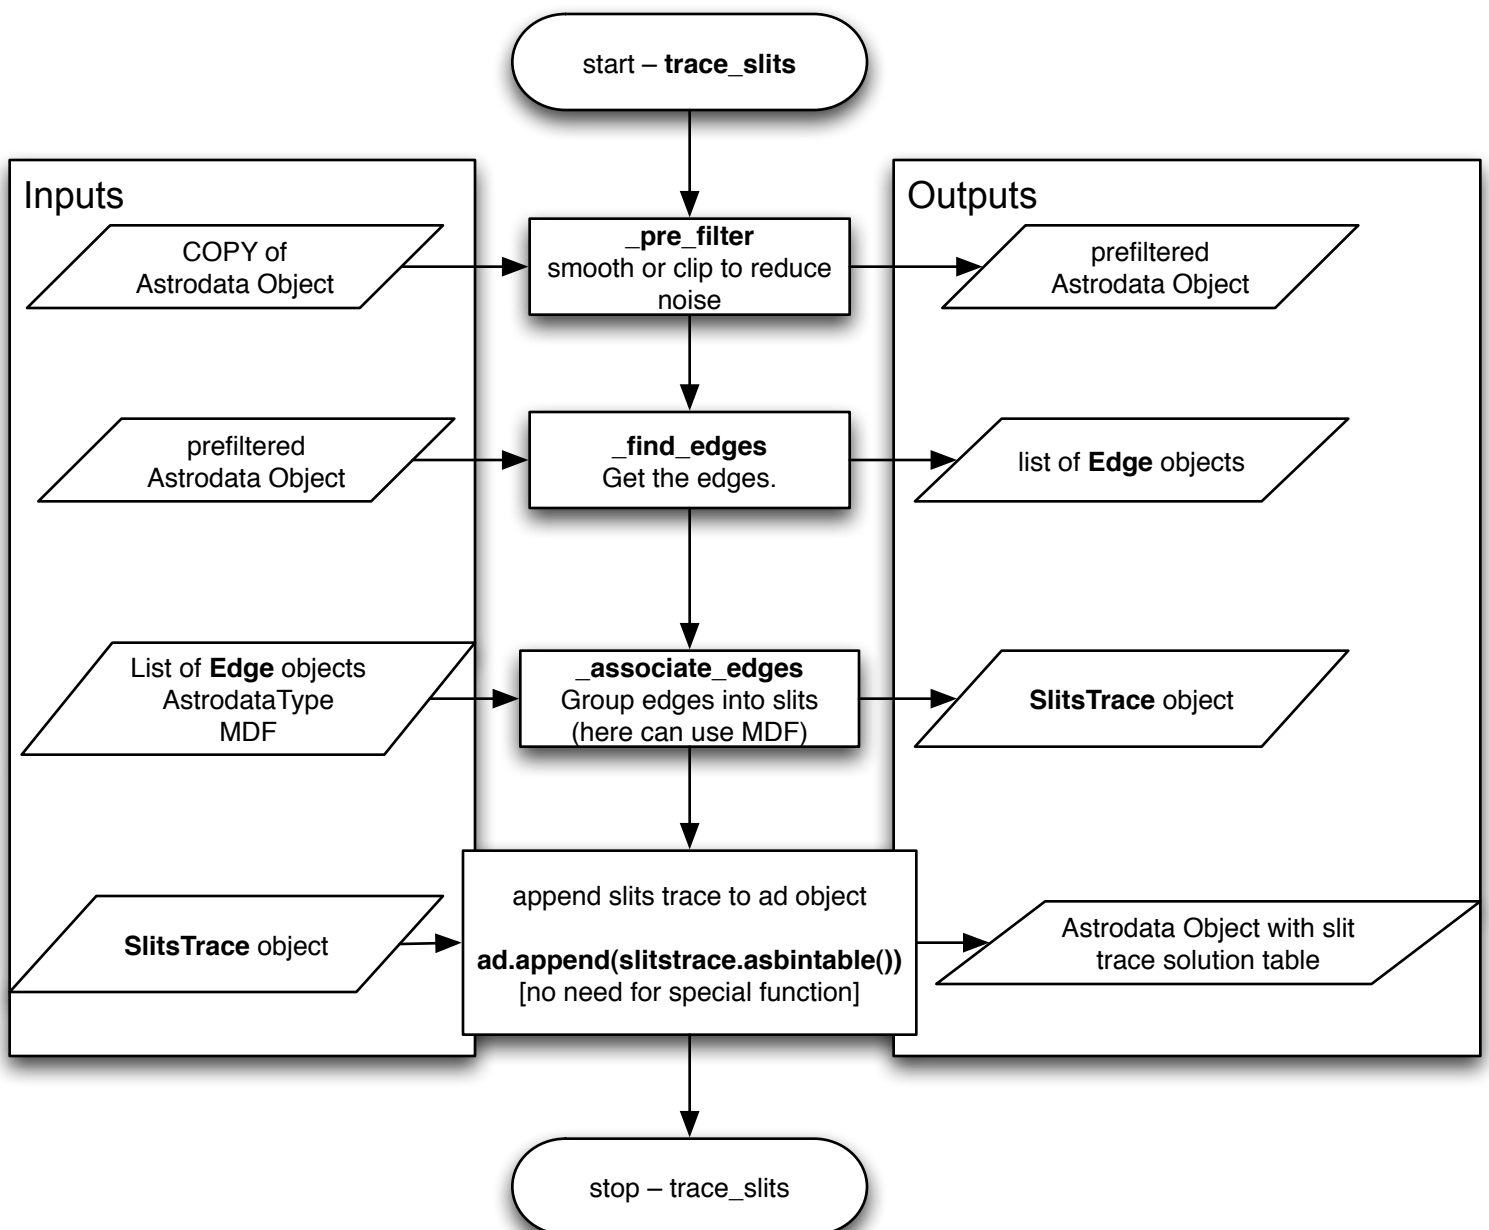 start – trace_slits
Inputs
Outputs
COPY of
Astrodata Object
_pre_filter
smooth or clip to reduce
noise
prefiltered
Astrodata Object
prefiltered
Astrodata Object
_find_edges
Get the edges.
list of Edge objects
List of Edge objects
AstrodataType
MDF
_associate_edges
Group edges into slits
(here can use MDF)
SlitsTrace object
SlitsTrace object
append slits trace to ad object
ad.append(slitstrace.asbintable())
[no need for special function]
Astrodata Object with slit
trace solution table
stop – trace_slits